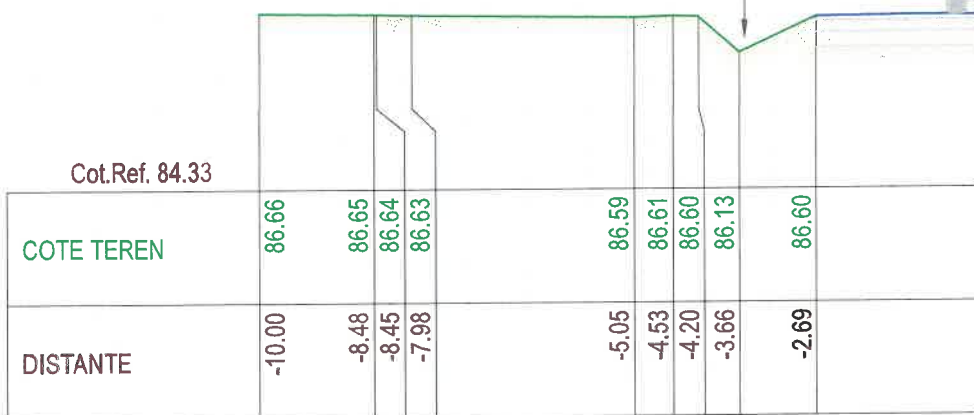 Cot.Ref. 84.33
COTE TEREN 86.66 86.65 86.64 86.63 86.59 86.61 86.60 86.13 86.60
DISTANTE -10.00 -8.48 -8.45 -7.98 -5.05 -4.53 -4.20 -3.66 -2.69